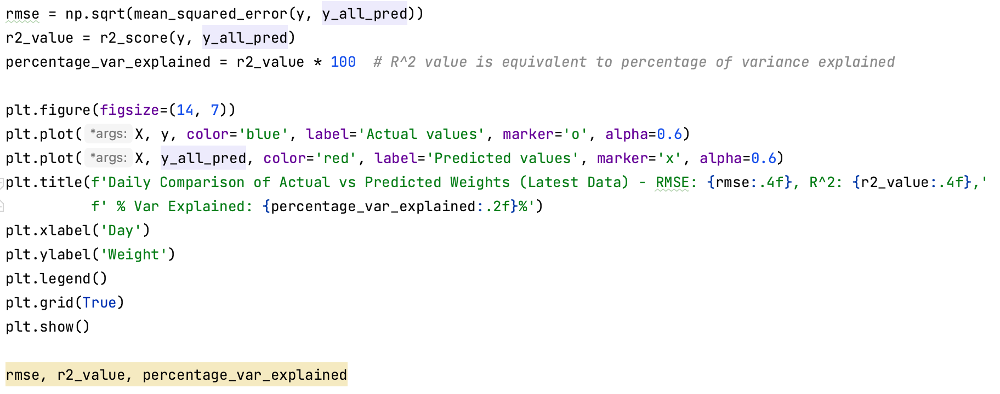 rmse = np.sqrt(mean_squared_error(y, y_all_pred))
r2_value = r2_score(y, y_all_pred)
percentage_var_explained = r2_value * 100  # R^2 value is equivalent to percentage of variance explained
plt.figure(figsize=(14, 7))
plt.plot( *args: X, y, color='blue', label='Actual values', marker='o', alpha=0.6)
plt.plot( *args: X, y_all_pred, color='red', label='Predicted values', marker='x', alpha=0.6)
plt.title(f'Daily Comparison of Actual vs Predicted Weights (Latest Data) - RMSE: {rmse:.4f}, R^2: {r2_value:.4f},'
          f' % Var Explained: {percentage_var_explained:.2f}%')
plt.xlabel('Day')
plt.ylabel('Weight')
plt.legend()
plt.grid(True)
plt.show()
rmse, r2_value, percentage_var_explained